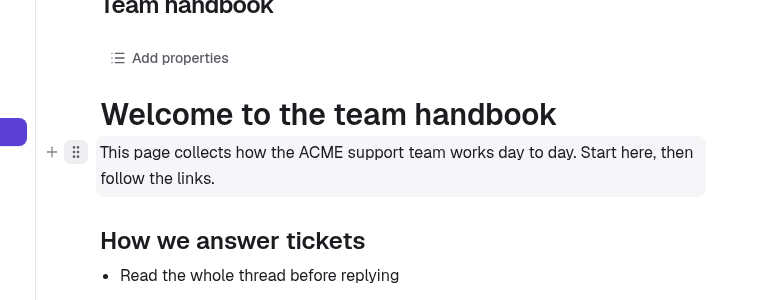 Team handbook
Add properties
Welcome to the team handbook
This page collects how the ACME support team works day to day. Start here, then
follow the links.
How we answer tickets
Read the whole thread before replying